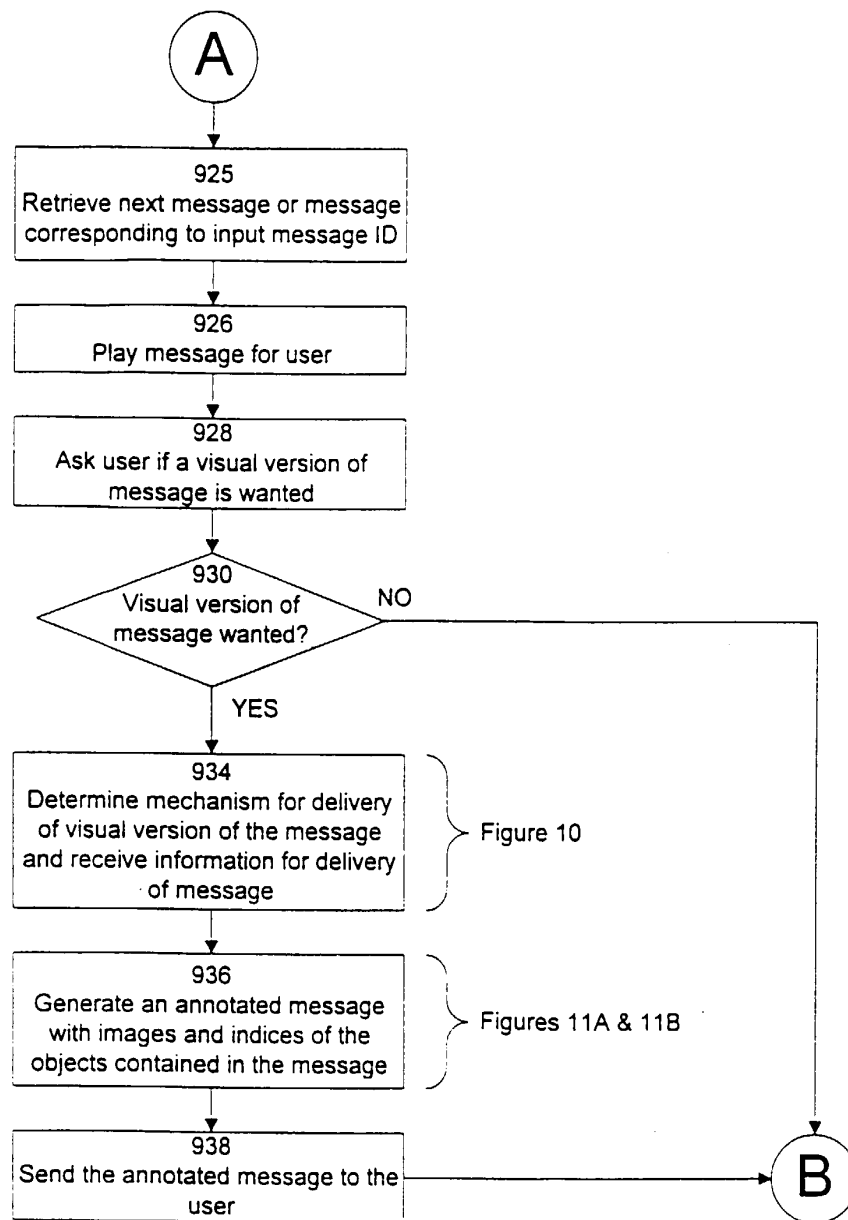 A
925
Retrieve next message or message
corresponding to input message ID
926
Play message for user
928
Ask user if a visual version of
message is wanted
930
Visual version of
message wanted?
NO
YES
934
Determine mechanism for delivery
of visual version of the message
and receive information for delivery
of message
Figure 10
936
Generate an annotated message
with images and indices of the
objects contained in the message
Figures 11A & 11B
938
Send the annotated message to the
user
B